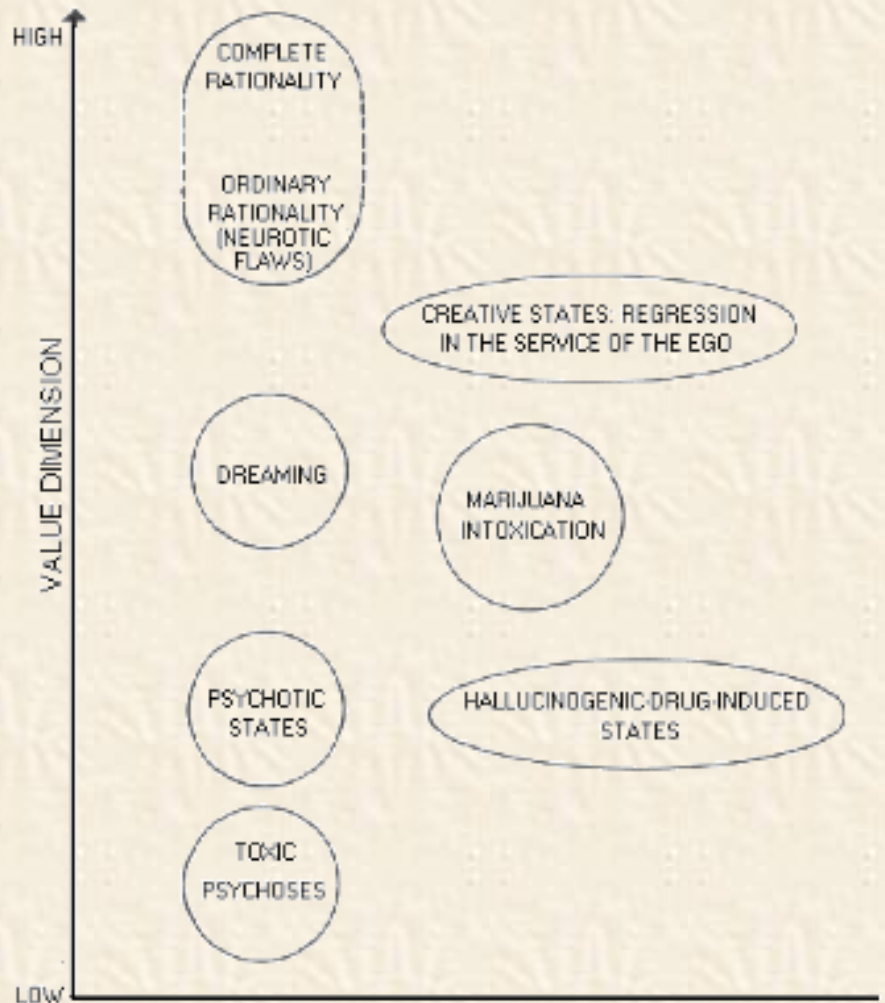 HIGH
COMPLETE
RATIONALITY
ORDINARY
RATIONALITY
(NEUROTIC
FLAWS)
CREATIVE STATES: REGRESSION
IN THE SERVICE OF THE EGO
VALUE DIMENSION
DREAMING
MARIJUANA
INTOXICATION
PSYCHOTIC
STATES
HALLUCINOGENIC-DRUG-INDUCED
STATES
TOXIC
PSYCHOSES
LOW